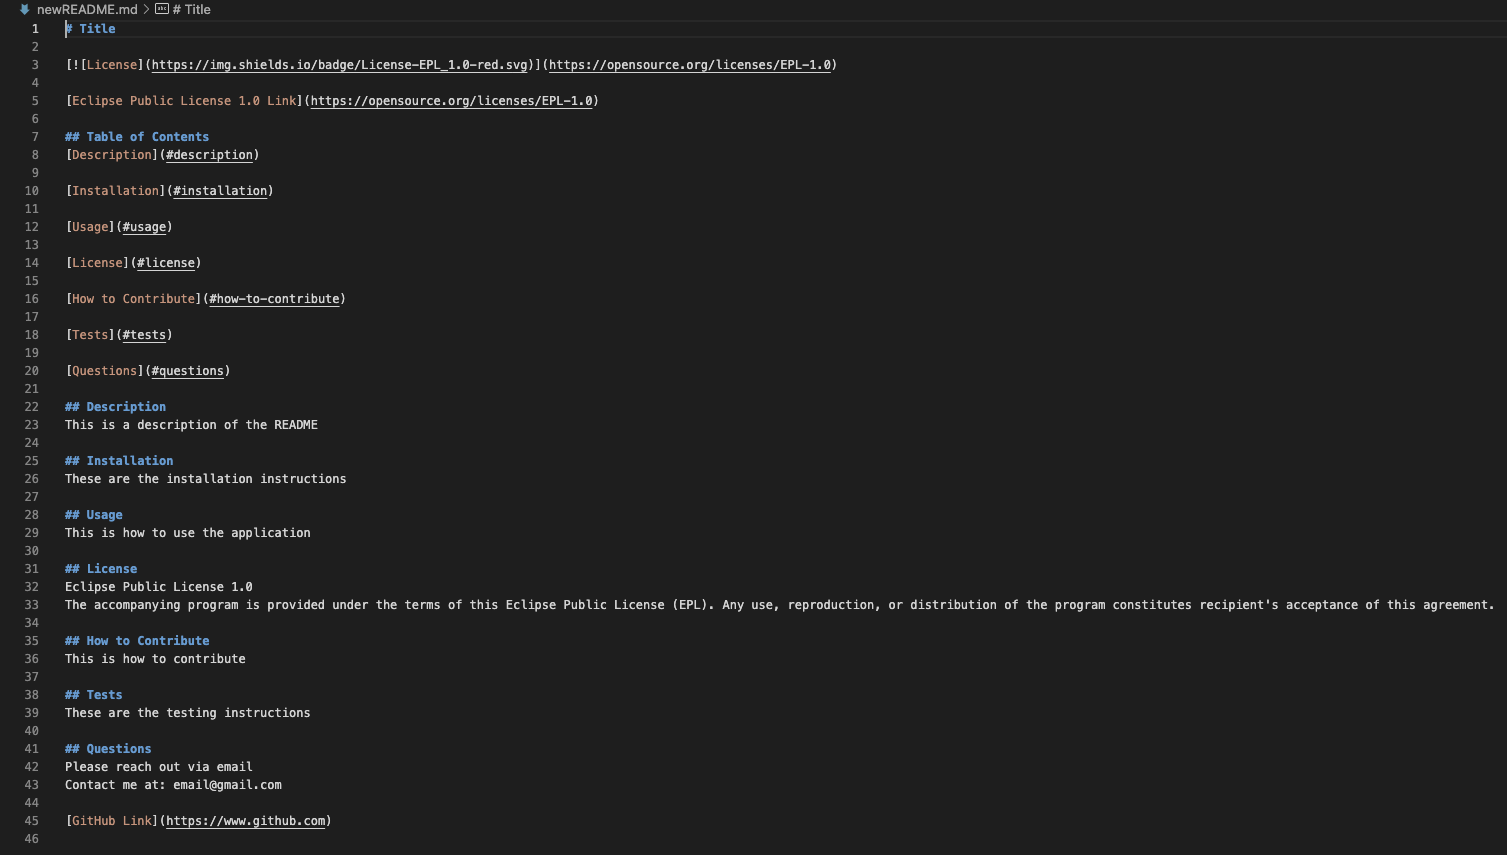 newREADME.md > abc # Title
1 # Title
2
3 [![License](https://img.shields.io/badge/License-EPL_1.0-red.svg)](https://opensource.org/licenses/EPL-1.0)
4
5 [Eclipse Public License 1.0 Link](https://opensource.org/licenses/EPL-1.0)
6
7 ## Table of Contents
8 [Description](#description)
9
10 [Installation](#installation)
11
12 [Usage](#usage)
13
14 [License](#license)
15
16 [How to Contribute](#how-to-contribute)
17
18 [Tests](#tests)
19
20 [Questions](#questions)
21
22 ## Description
23 This is a description of the README
24
25 ## Installation
26 These are the installation instructions
27
28 ## Usage
29 This is how to use the application
30
31 ## License
32 Eclipse Public License 1.0
33 The accompanying program is provided under the terms of this Eclipse Public License (EPL). Any use, reproduction, or distribution of the program constitutes recipient's acceptance of this agreement.
34
35 ## How to Contribute
36 This is how to contribute
37
38 ## Tests
39 These are the testing instructions
40
41 ## Questions
42 Please reach out via email
43 Contact me at: email@gmail.com
44
45 [GitHub Link](https://www.github.com)
46